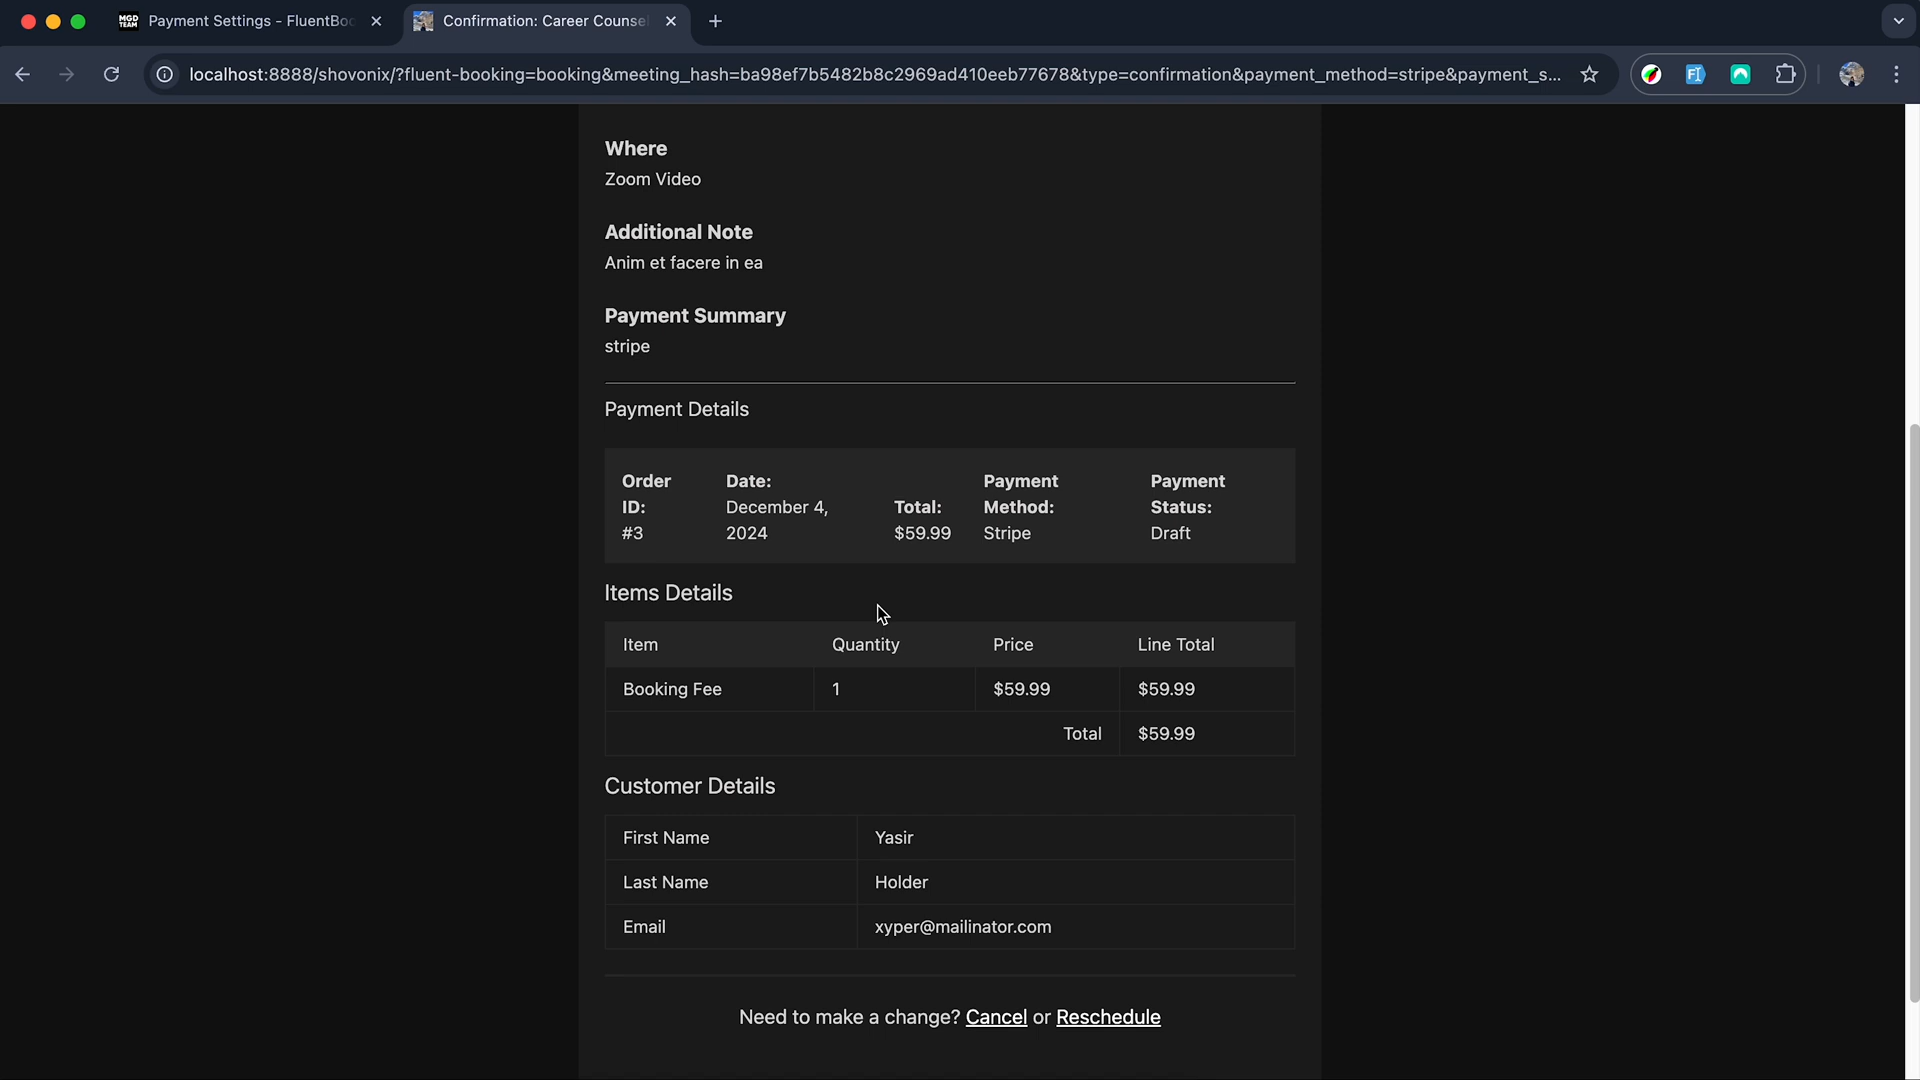 MGD
TEAM
Payment Settings - FluentBoo
Confirmation: Career Counsel
localhost:8888/shovonix/?fluent-booking=booking&meeting_hash=ba98ef7b5482b8c2969ad410eeb77678&type=confirmation&payment_method=stripe&payment_s...
Where
Zoom Video
Additional Note
Anim et facere in ea
Payment Summary
stripe
Payment Details
Order ID: #3
Date: December 4, 2024
Total: $59.99
Payment Method: Stripe
Payment Status: Draft
Items Details
Item Quantity Price Line Total
Booking Fee 1 $59.99 $59.99
Total $59.99
Customer Details
First Name Yasir
Last Name Holder
Email xyper@mailinator.com
Need to make a change? Cancel or Reschedule